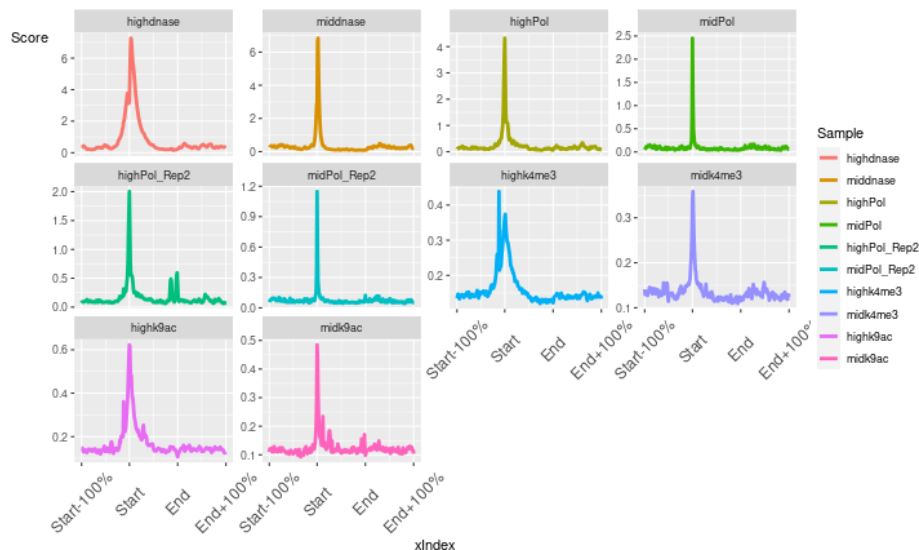 Score
highdnase
middnase
highPol
midPol
6
4
2
0
6
4
2
0
4
3
2
1
0
2.5
2.0
1.5
1.0
0.5
0.0
highPol_Rep2
midPol_Rep2
highk4me3
midk4me3
2.0
1.5
1.0
0.5
0.0
1.2
0.9
0.6
0.3
0.0
0.4
0.3
0.2
0.3
0.2
0.1
Start-100%
Start
End
End+100%
Start-100%
Start
End
End+100%
highk9ac
midk9ac
0.6
0.4
0.2
0.5
0.4
0.3
0.2
0.1
Start-100%
Start
End
End+100%
Start-100%
Start
End
End+100%
xIndex
Sample
highdnase
middnase
highPol
midPol
highPol_Rep2
midPol_Rep2
highk4me3
midk4me3
highk9ac
midk9ac